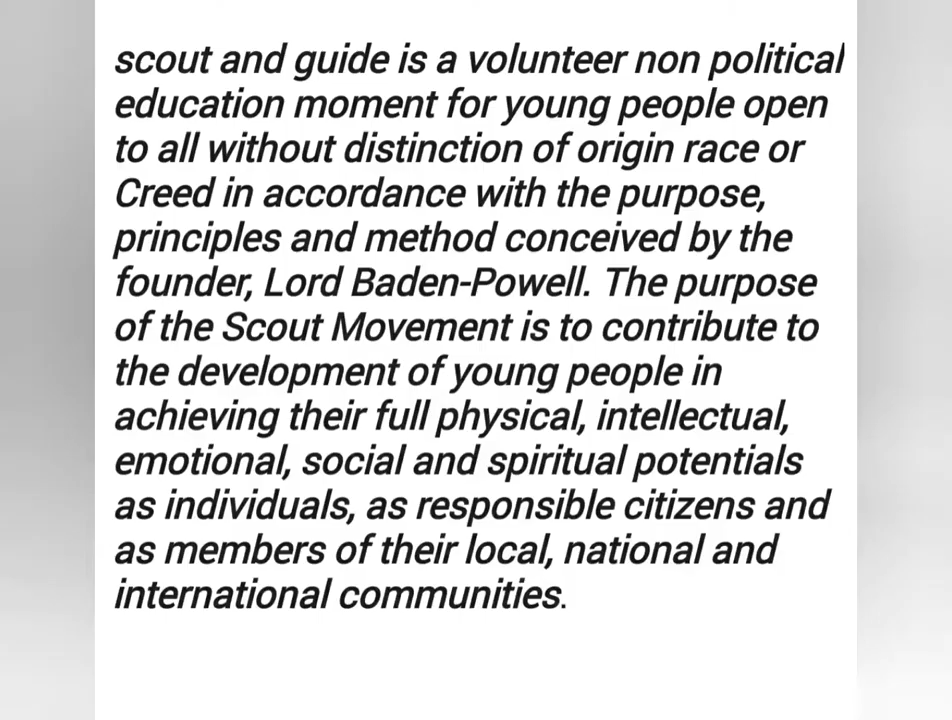 scout and guide is a volunteer non political
education moment for young people open
to all without distinction of origin race or
Creed in accordance with the purpose,
principles and method conceived by the
founder, Lord Baden-Powell. The purpose
of the Scout Movement is to contribute to
the development of young people in
achieving their full physical, intellectual,
emotional, social and spiritual potentials
as individuals, as responsible citizens and
as members of their local, national and
international communities.